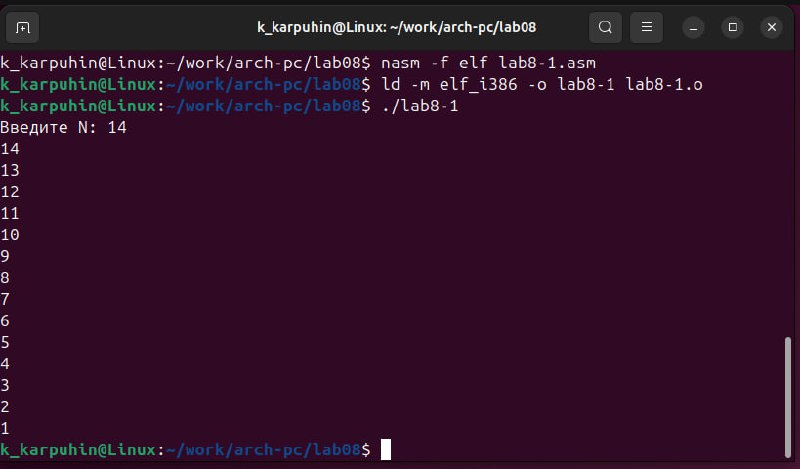 k_karpuhin@Linux: ~/work/arch-pc/lab08
k_karpuhin@Linux:~/work/arch-pc/lab08$ nasm -f elf lab8-1.asm
k_karpuhin@Linux:~/work/arch-pc/lab08$ ld -m elf_i386 -o lab8-1 lab8-1.o
k_karpuhin@Linux:~/work/arch-pc/lab08$ ./lab8-1
Введите N: 14
14
13
12
11
10
9
8
7
6
5
4
3
2
1
k_karpuhin@Linux:~/work/arch-pc/lab08$